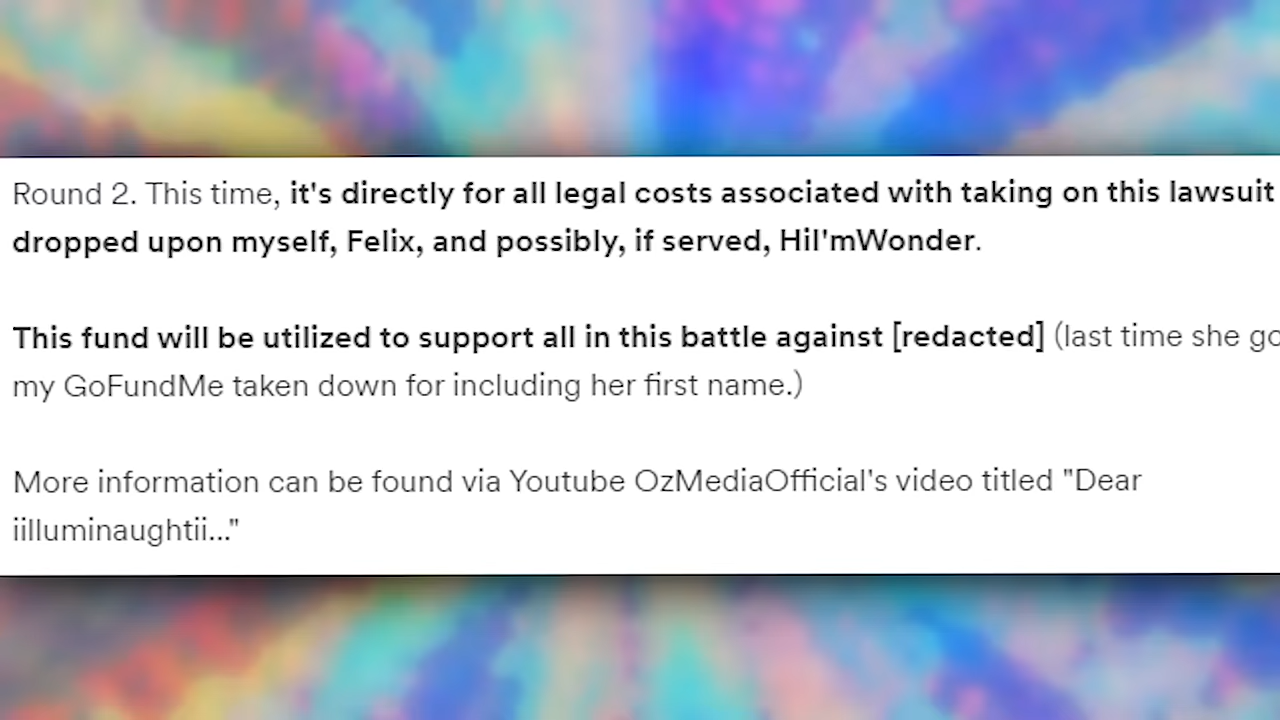 Round 2. This time, it's directly for all legal costs associated with taking on this lawsuit
dropped upon myself, Felix, and possibly, if served, HiI'mWonder.
This fund will be utilized to support all in this battle against [redacted] (last time she go
my GoFundMe taken down for including her first name.)
More information can be found via Youtube OzMediaOfficial's video titled "Dear
iilluminaughtii..."